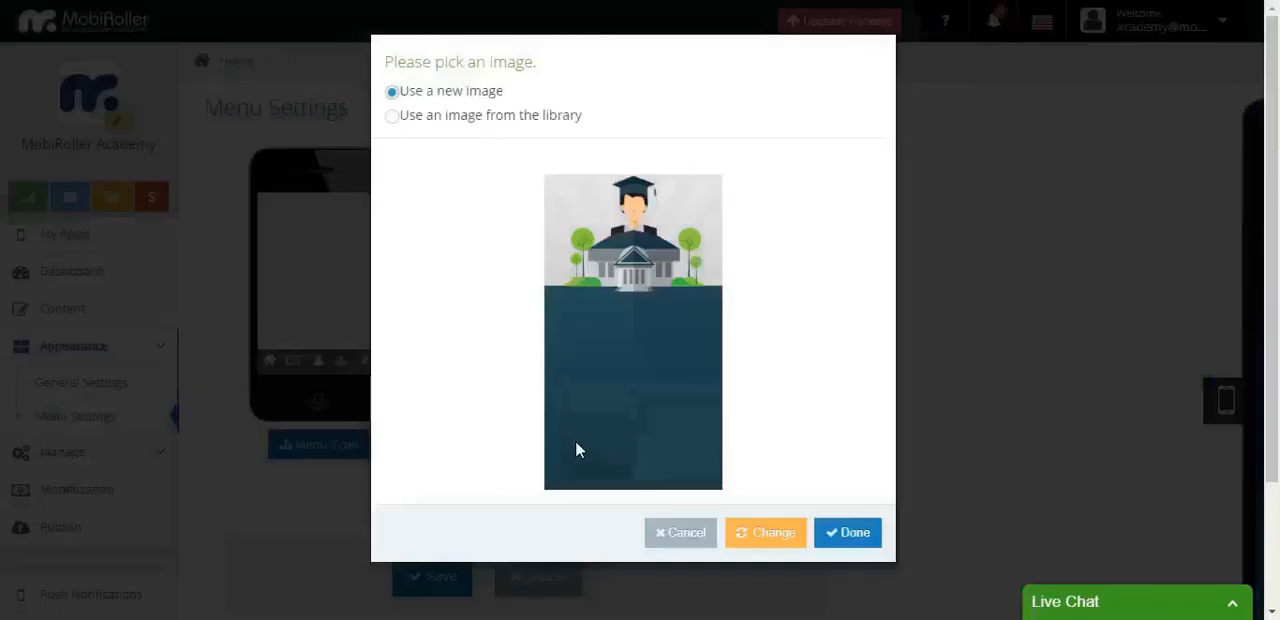 MobiRoller
Upgrade Package
?
Welcome,
academy@mo...
Home
Menu Settings
MobiRoller Academy
$
My Apps
Dashboard
Content
Appearance
General Settings
Menu Settings
Manage
Monetization
Publish
Push Notifications
Menu Type
Please pick an image.
Use a new image
Use an image from the library
Cancel
Change
Done
Save
Live Chat